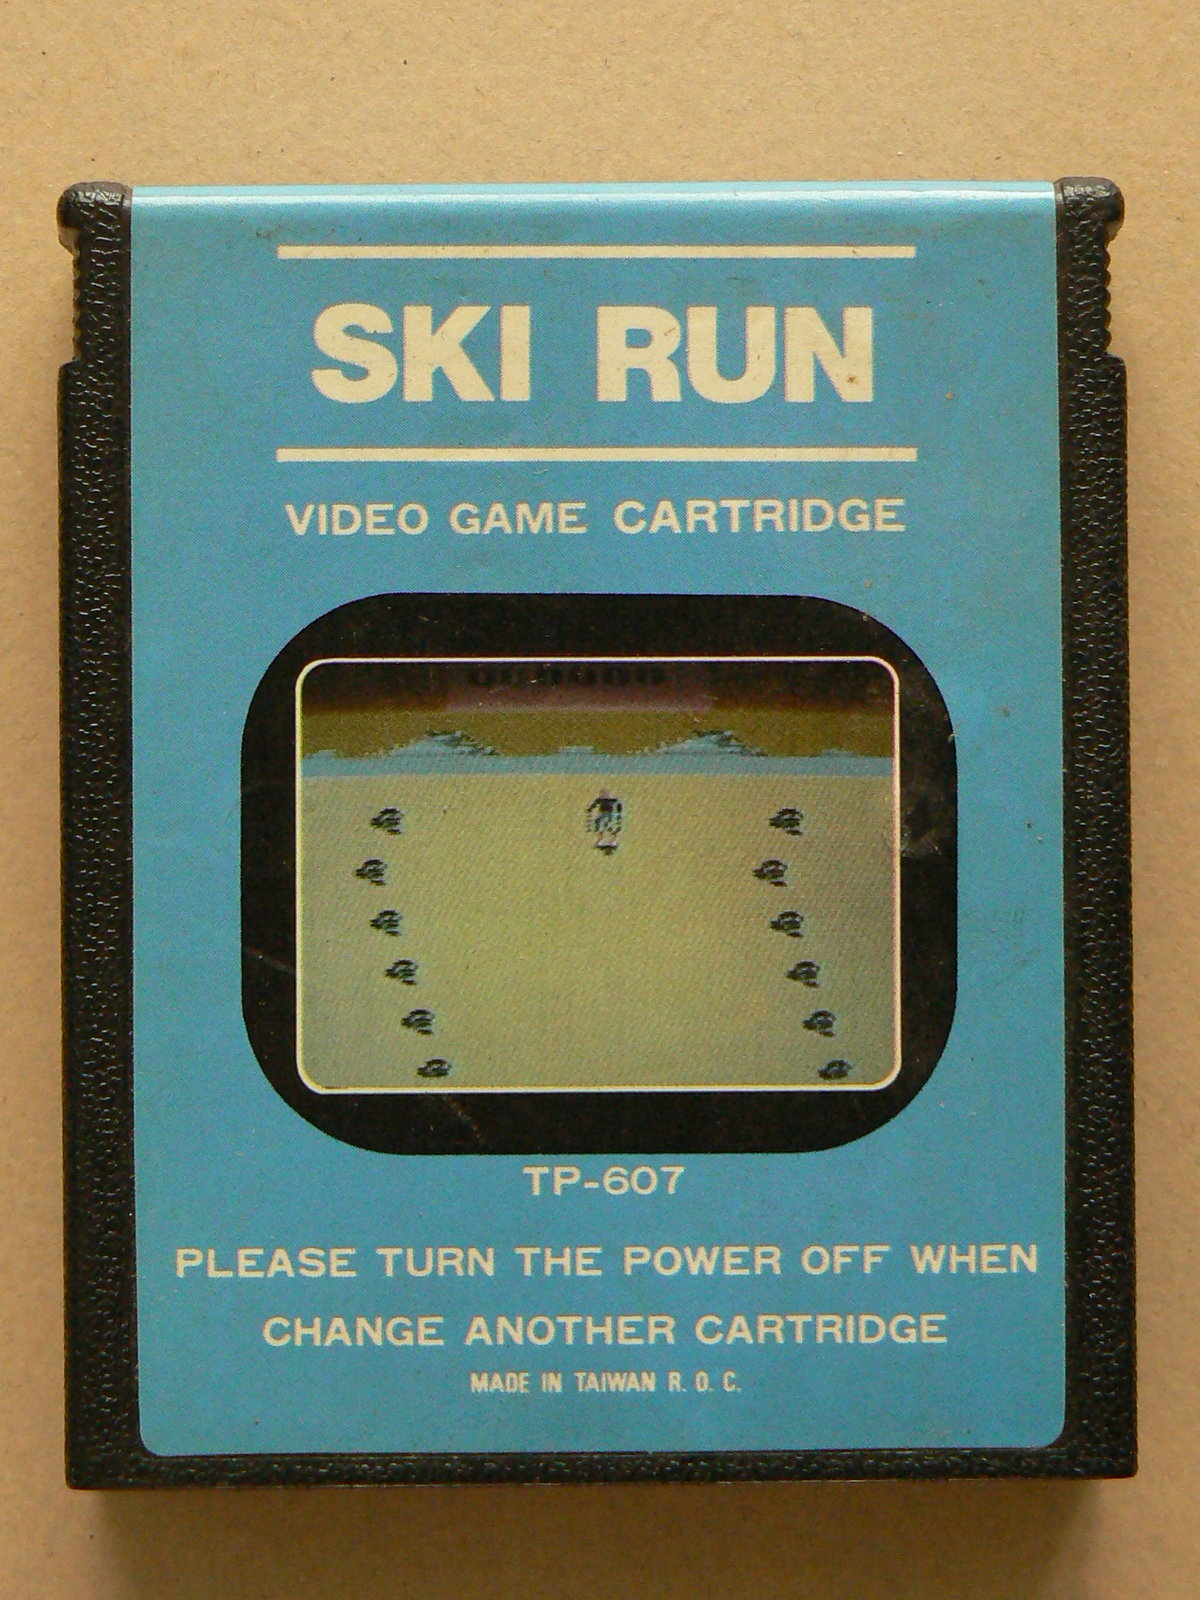 SKI RUN
VIDEO GAME CARTRIDGE
TP-607
PLEASE TURN THE POWER OFF WHEN
CHANGE ANOTHER CARTRIDGE
MADE IN TAIWAN R. O. C.